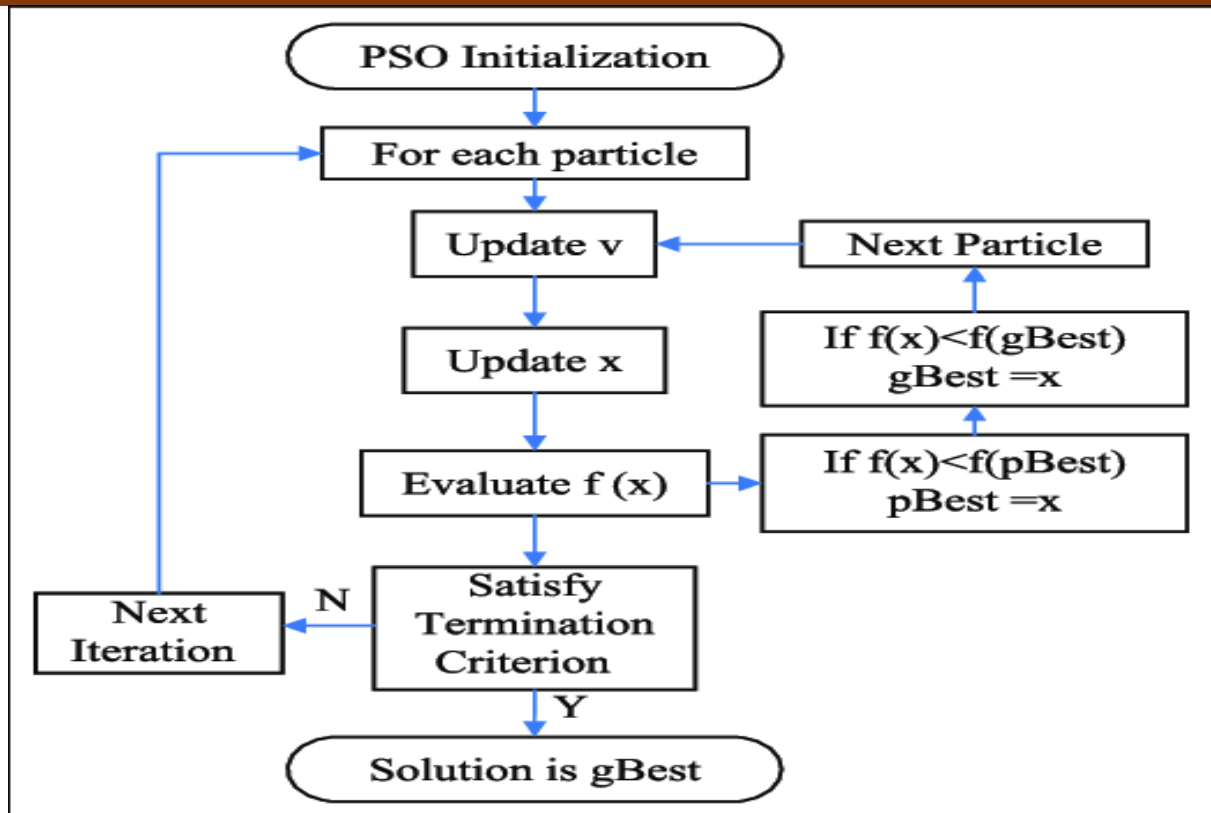 PSO Initialization
For each particle
Update v
Next Particle
Update x
If f(x)<f(gBest)
gBest =x
Evaluate f (x)
If f(x)<f(pBest)
pBest =x
Satisfy
Termination
Criterion
N
Next
Iteration
Y
Solution is gBest